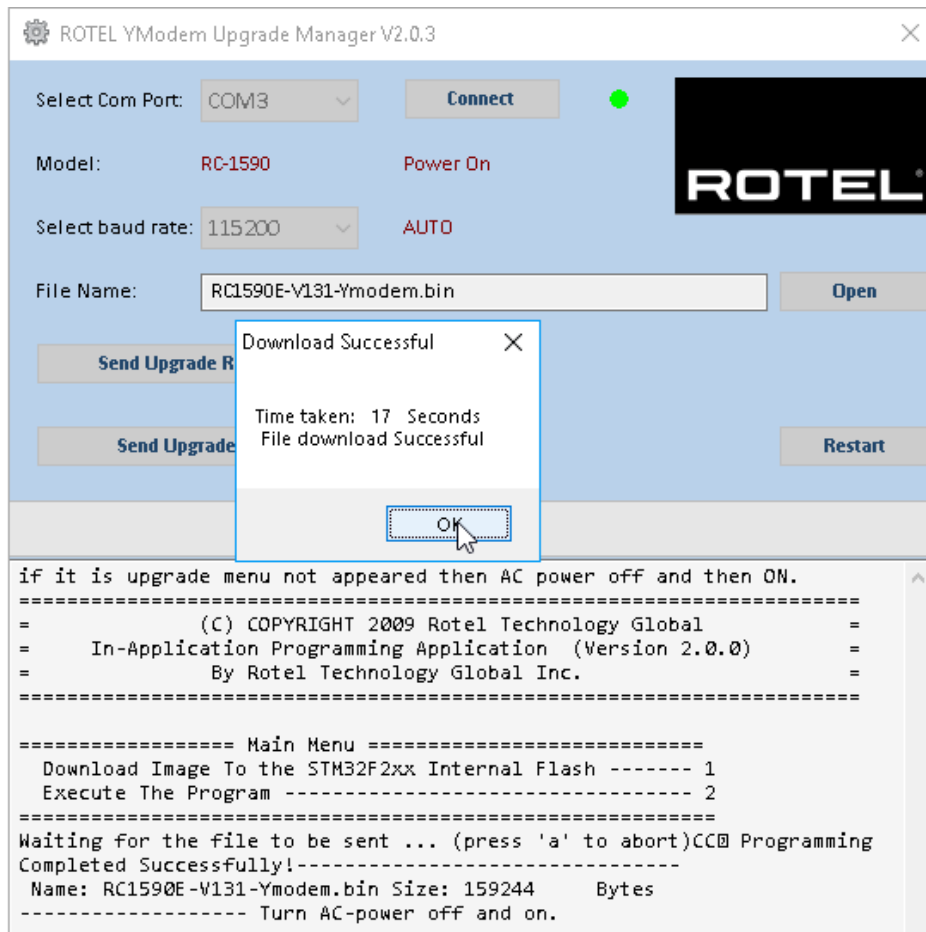 ROTEL YModem Upgrade Manager V2.0.3
Select Com Port: COM3 Connect
ROTEL
Model: RC-1590 Power On
Select baud rate: 115200 AUTO
File Name: RC1590E-V131-Ymodem.bin Open
Download Successful
Send Upgrade
Time taken: 17 Seconds
File download Successful
Send Upgrade Restart
OK
if it is upgrade menu not appeared then AC power off and then ON.
======================================================================
= (C) COPYRIGHT 2009 Rotel Technology Global =
= In-Application Programming Application (Version 2.0.0) =
= By Rotel Technology Global Inc. =
======================================================================
================== Main Menu ============================
Download Image To the STM32F2xx Internal Flash ------- 1
Execute The Program ---------------------------------- 2
==========================================================
Waiting for the file to be sent ... (press 'a' to abort)CC Programming
Completed Successfully!--------------------------------
Name: RC1590E-V131-Ymodem.bin Size: 159244 Bytes
------------------- Turn AC-power off and on.